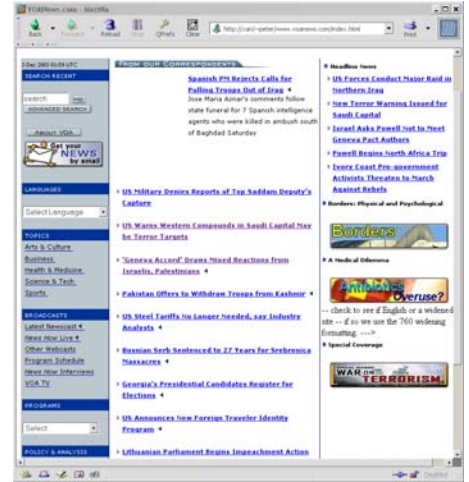 VOANews.com - Mozilla
Back
Forward
Reload
Stop
QPrefs
Clear
Print
3 Dec 2003 01:59 UTC
SEARCH RECENT
search
ADVANCED SEARCH
About VOA
Get your
NEWS
by email
LANGUAGES
Select Language
TOPICS
Arts & Culture
Business
Health & Medicine
Science & Tech.
Sports
BROADCASTS
Latest Newscast
News Now Live
Other Webcasts
Program Schedule
News Now Interviews
VOA TV
PROGRAMS
Select
POLICY & ANALYSIS
FROM OUR CORRESPONDENTS
Spanish PM Rejects Calls for
Pulling Troops Out of Iraq
Jose Maria Aznar's comments follow
state funeral for 7 Spanish intelligence
agents who were killed in ambush south
of Baghdad Saturday
US Military Denies Reports of Top Saddam Deputy's
Capture
US Warns Western Compounds in Saudi Capital May
be Terror Targets
'Geneva Accord' Draws Mixed Reactions from
Israelis, Palestinians
Pakistan Offers to Withdraw Troops from Kashmir
US Steel Tariffs No Longer Needed, say Industry
Analysts
Bosnian Serb Sentenced to 27 Years for Srebrenica
Massacres
Georgia's Presidential Candidates Register for
Elections
US Announces New Foreign Traveler Identity
Program
Lithuanian Parliament Begins Impeachment Action
Headline News
US Forces Conduct Major Raid in
Northern Iraq
New Terror Warning Issued for
Saudi Capital
Israel Asks Powell Not to Meet
Geneva Pact Authors
Powell Begins North Africa Trip
Ivory Coast Pro-government
Activists Threaten to March
Against Rebels
Borders: Physical and Psychological
Borders
A Medical Dilemma
Antibiotics
Overuse?
-- check to see if English or a widened
site -- if so we use the 760 widening
formatting. --->
Special Coverage
WAR ON
TERRORISM